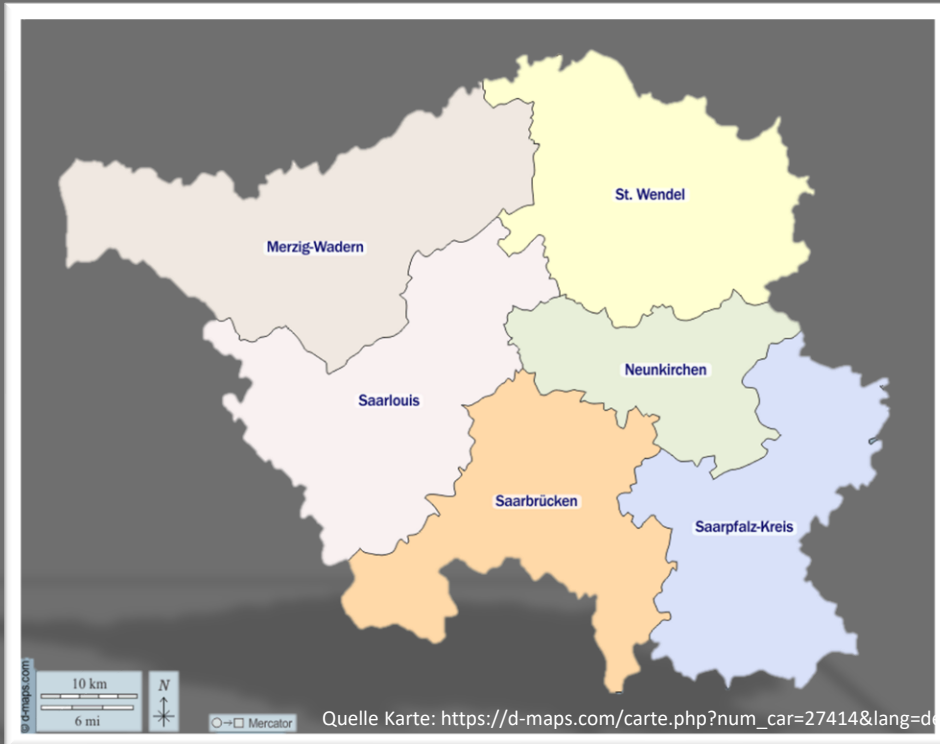 St. Wendel
Merzig-Wadern
Neunkirchen
Saarlouis
Saarbrücken
Saarpfalz-Kreis
© d-maps.com
10 km
6 mi
N
Mercator
Quelle Karte: https://d-maps.com/carte.php?num_car=27414&lang=de